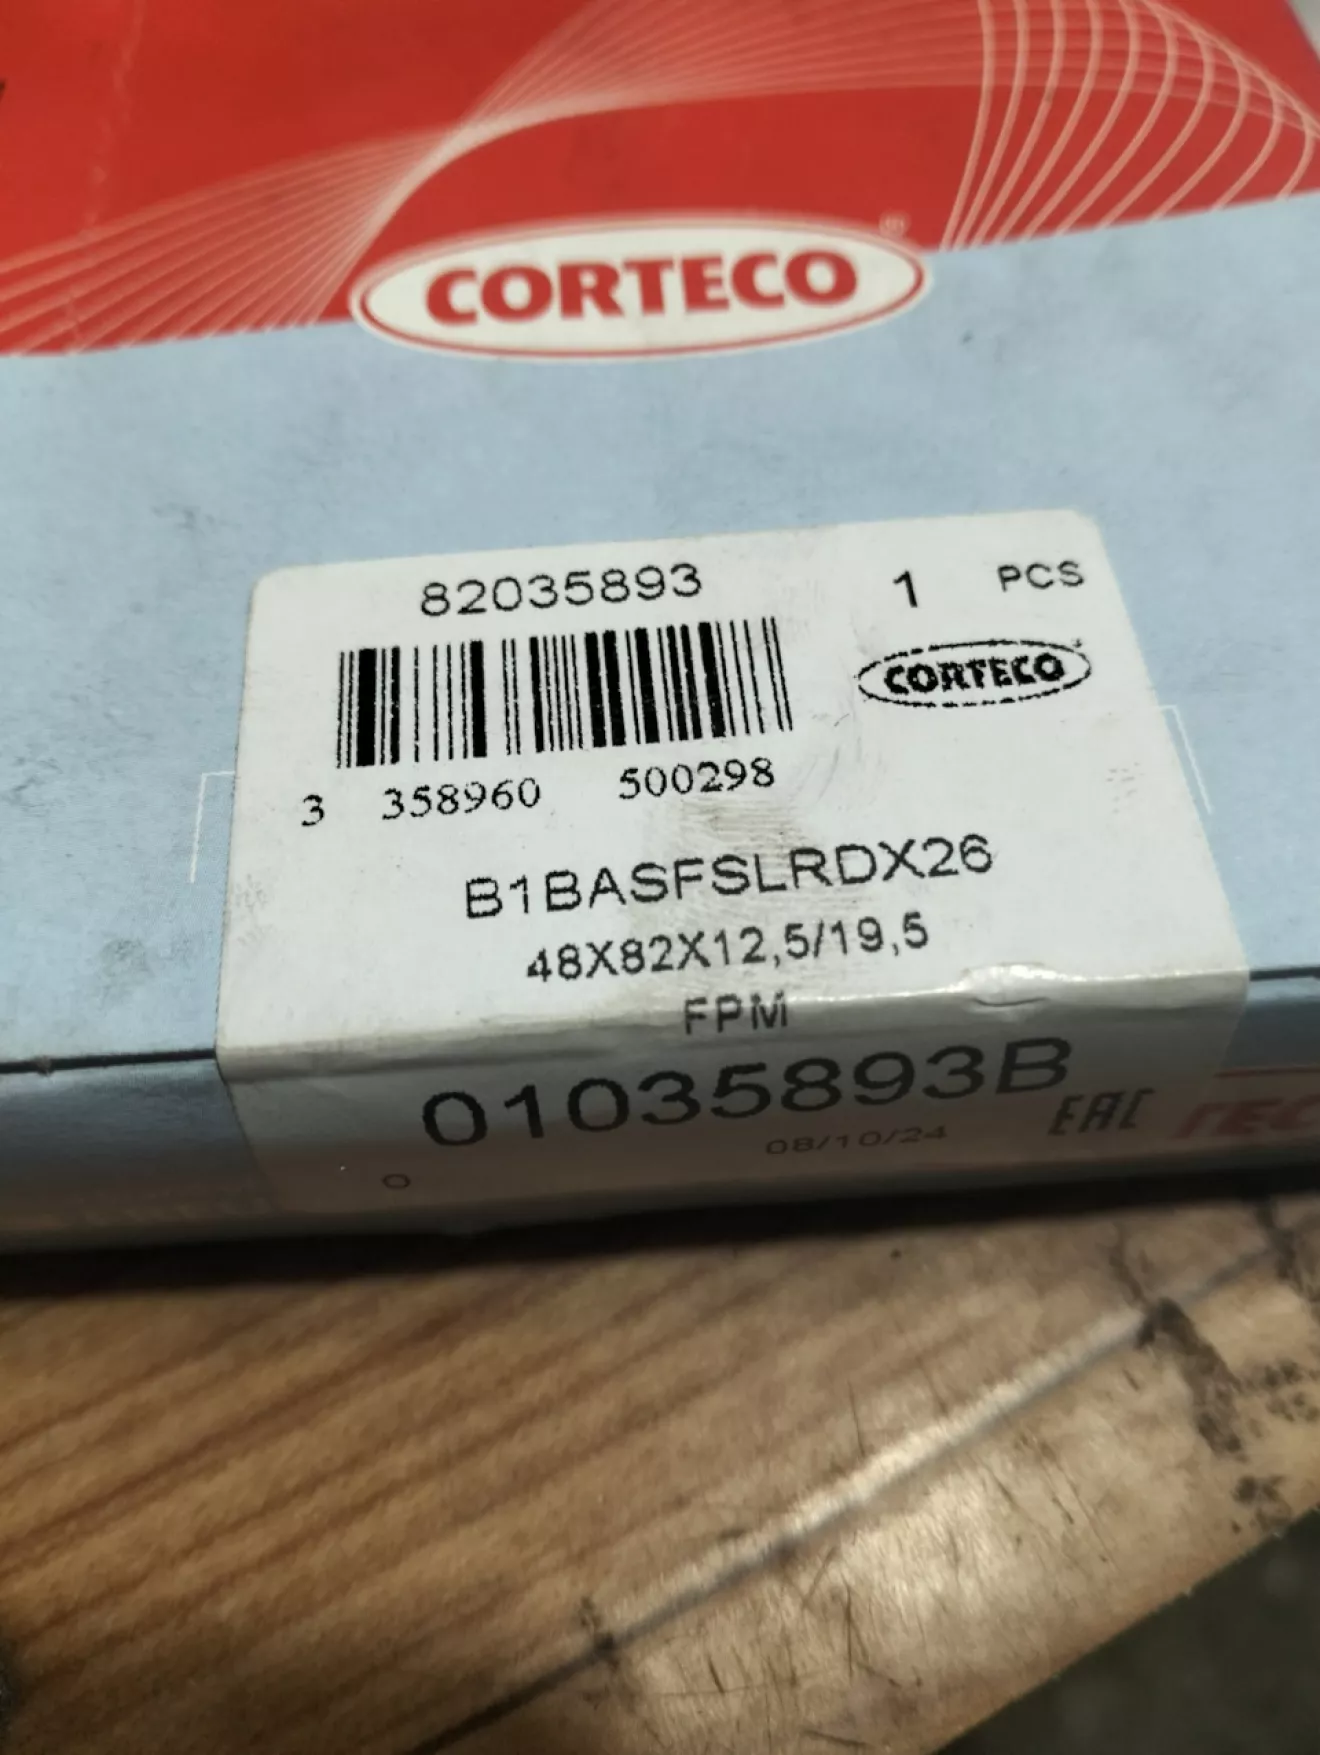 CORTECO
82035893
1 PCS
CORTECO
3 358960 500298
B1BASFSLRDX26
48X82X12,5/19,5
FPM
01035893B
EAC
08/10/24
O